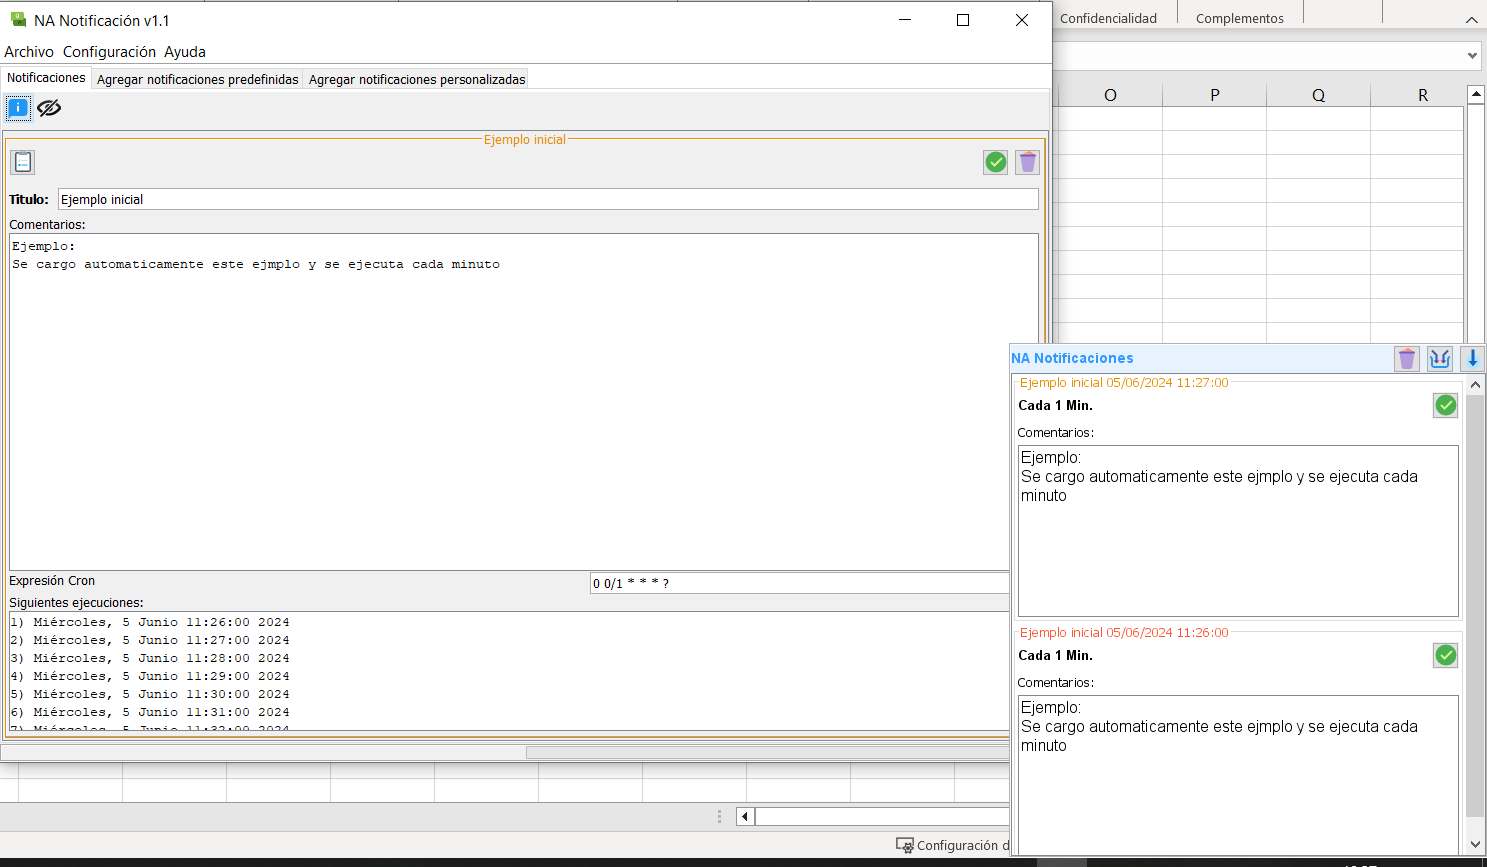 NA Notificación v1.1
Archivo Configuración Ayuda
Notificaciones Agregar notificaciones predefinidas Agregar notificaciones personalizadas
Ejemplo inicial
Titulo: Ejemplo inicial
Comentarios:
Ejemplo:
Se cargo automaticamente este ejmplo y se ejecuta cada minuto
Expresión Cron
0 0/1 * * * ?
Siguientes ejecuciones:
1) Miércoles, 5 Junio 11:26:00 2024
2) Miércoles, 5 Junio 11:27:00 2024
3) Miércoles, 5 Junio 11:28:00 2024
4) Miércoles, 5 Junio 11:29:00 2024
5) Miércoles, 5 Junio 11:30:00 2024
6) Miércoles, 5 Junio 11:31:00 2024
7) Miércoles, 5 Junio 11:32:00 2024
Confidencialidad Complementos
O P Q R
NA Notificaciones
Ejemplo inicial 05/06/2024 11:27:00
Cada 1 Min.
Comentarios:
Ejemplo:
Se cargo automaticamente este ejmplo y se ejecuta cada
minuto
Ejemplo inicial 05/06/2024 11:26:00
Cada 1 Min.
Comentarios:
Ejemplo:
Se cargo automaticamente este ejmplo y se ejecuta cada
minuto
Configuración d